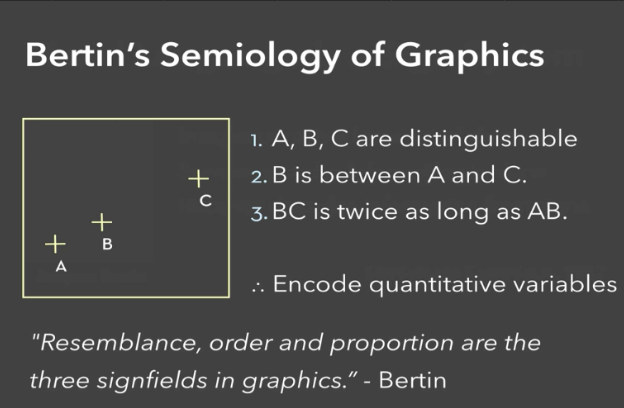 Bertin's Semiology of Graphics
A
B
C
1. A, B, C are distinguishable
2. B is between A and C.
3. BC is twice as long as AB.
∴ Encode quantitative variables
"Resemblance, order and proportion are the
three signfields in graphics." - Bertin